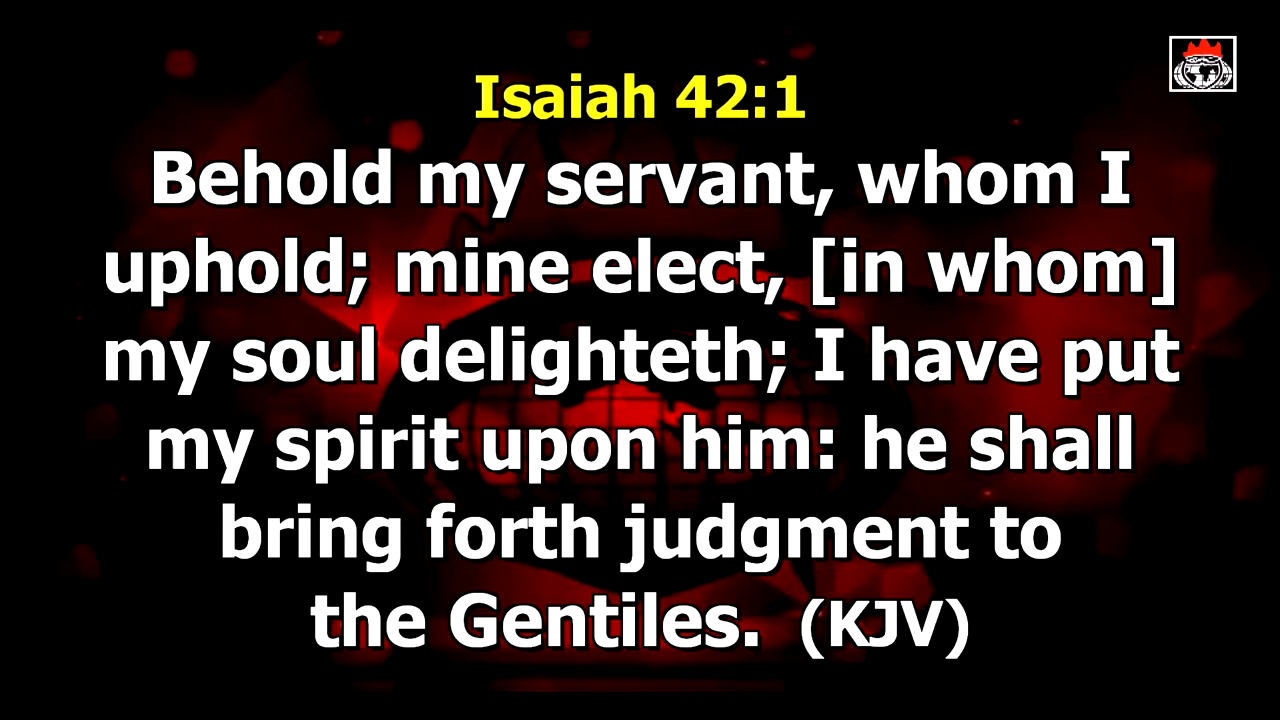 Isaiah 42:1
Behold my servant, whom I
uphold; mine elect, [in whom]
my soul delighteth; I have put
my spirit upon him: he shall
bring forth judgment to
the Gentiles. (KJV)